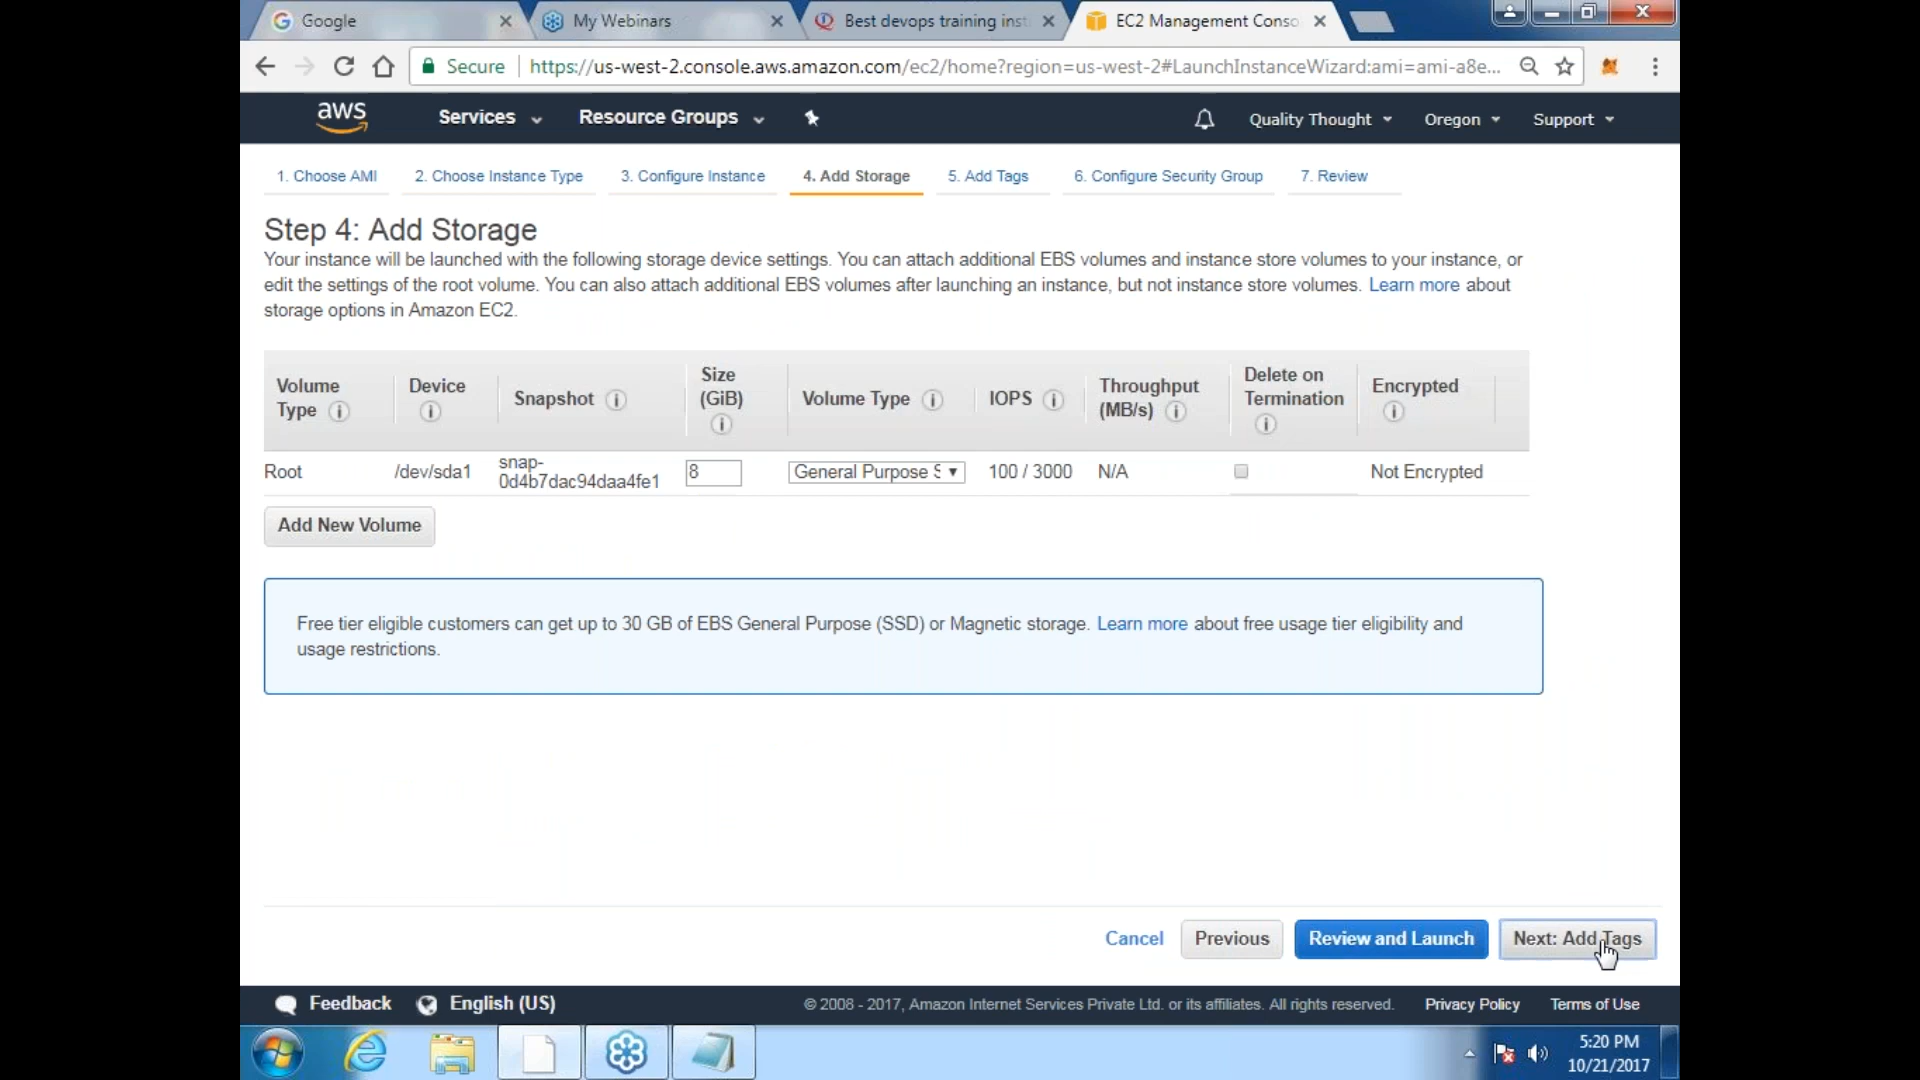 Google
My Webinars
Best devops training inst
EC2 Management Conso
Secure
https://us-west-2.console.aws.amazon.com/ec2/home?region=us-west-2#LaunchInstanceWizard:ami=ami-a8e...
aws
Services
Resource Groups
Quality Thought
Oregon
Support
1. Choose AMI
2. Choose Instance Type
3. Configure Instance
4. Add Storage
5. Add Tags
6. Configure Security Group
7. Review
Step 4: Add Storage
Your instance will be launched with the following storage device settings. You can attach additional EBS volumes and instance store volumes to your instance, or
edit the settings of the root volume. You can also attach additional EBS volumes after launching an instance, but not instance store volumes. Learn more about
storage options in Amazon EC2.
Volume
Type
Device
Snapshot
Size
(GiB)
Volume Type
IOPS
Throughput
(MB/s)
Delete on
Termination
Encrypted
Root
/dev/sda1
snap-
0d4b7dac94daa4fe1
8
General Purpose S
100 / 3000
N/A
Not Encrypted
Add New Volume
Free tier eligible customers can get up to 30 GB of EBS General Purpose (SSD) or Magnetic storage. Learn more about free usage tier eligibility and
usage restrictions.
Cancel
Previous
Review and Launch
Next: Add Tags
Feedback
English (US)
© 2008 - 2017, Amazon Internet Services Private Ltd. or its affiliates. All rights reserved.
Privacy Policy
Terms of Use
5:20 PM
10/21/2017